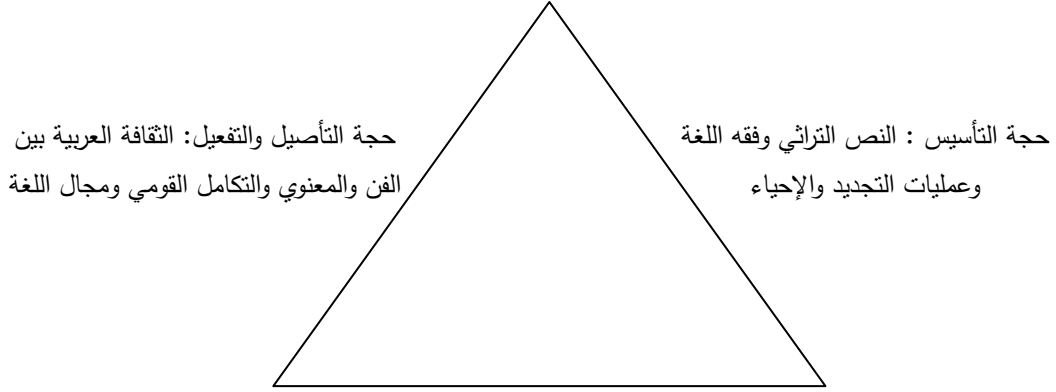 حجة التأسيس : النص التراثي وفقه اللغة
وعمليات التجديد والإحياء
حجة التأصيل والتفعيل: الثقافة العربية بين
الفن والمعنوي والتكامل القومي ومجال اللغة